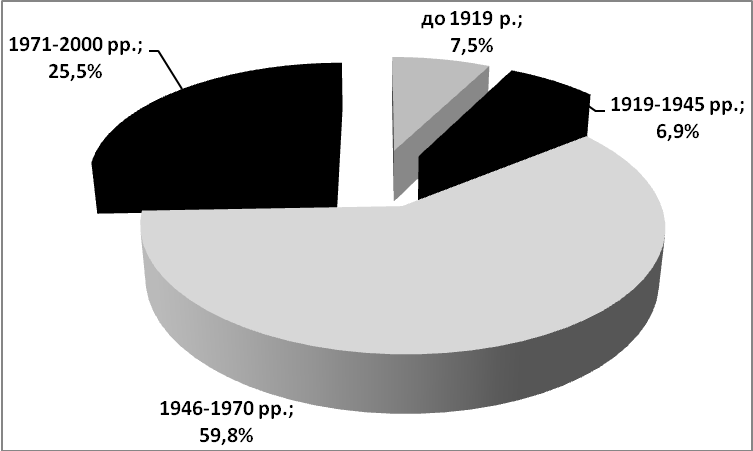 до 1919 р.;
7,5%
1971-2000 рр.;
25,5%
1919-1945 рр.;
6,9%
1946-1970 рр.;
59,8%